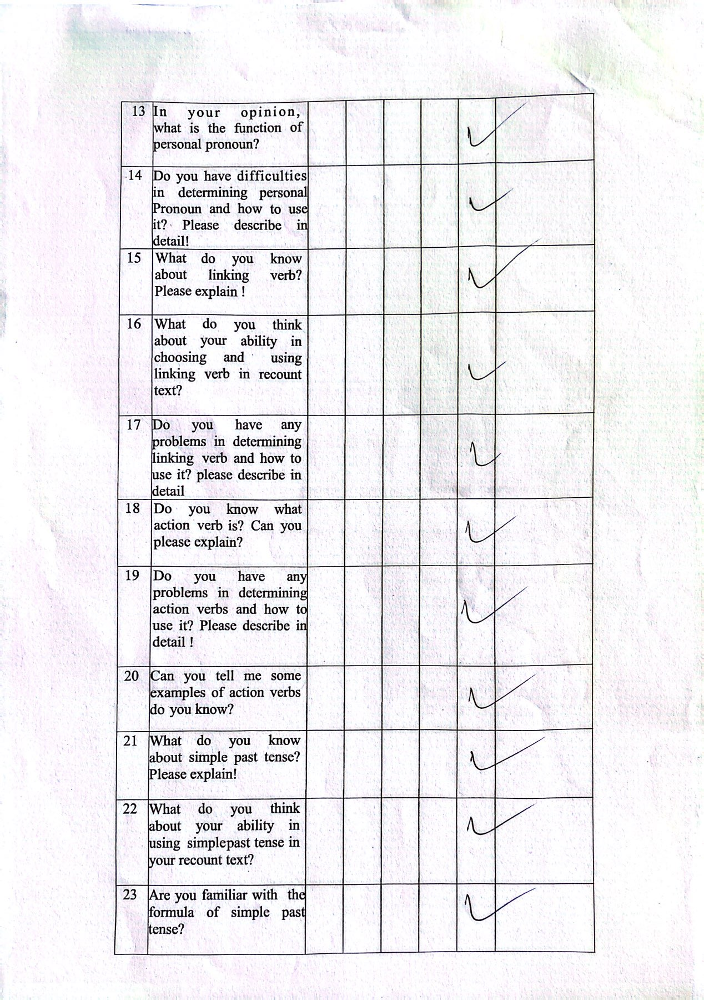 13 In your opinion,
what is the function of
personal pronoun?
14 Do you have difficulties
in determining personal
Pronoun and how to use
it? Please describe in
detail!
15 What do you know
about linking verb?
Please explain !
16 What do you think
about your ability in
choosing and using
linking verb in recount
text?
17 Do you have any
problems in determining
linking verb and how to
use it? please describe in
detail
18 Do you know what
action verb is? Can you
please explain?
19 Do you have any
problems in determining
action verbs and how to
use it? Please describe in
detail !
20 Can you tell me some
examples of action verbs
do you know?
21 What do you know
about simple past tense?
Please explain!
22 What do you think
about your ability in
using simplepast tense in
your recount text?
23 Are you familiar with the
formula of simple past
tense?